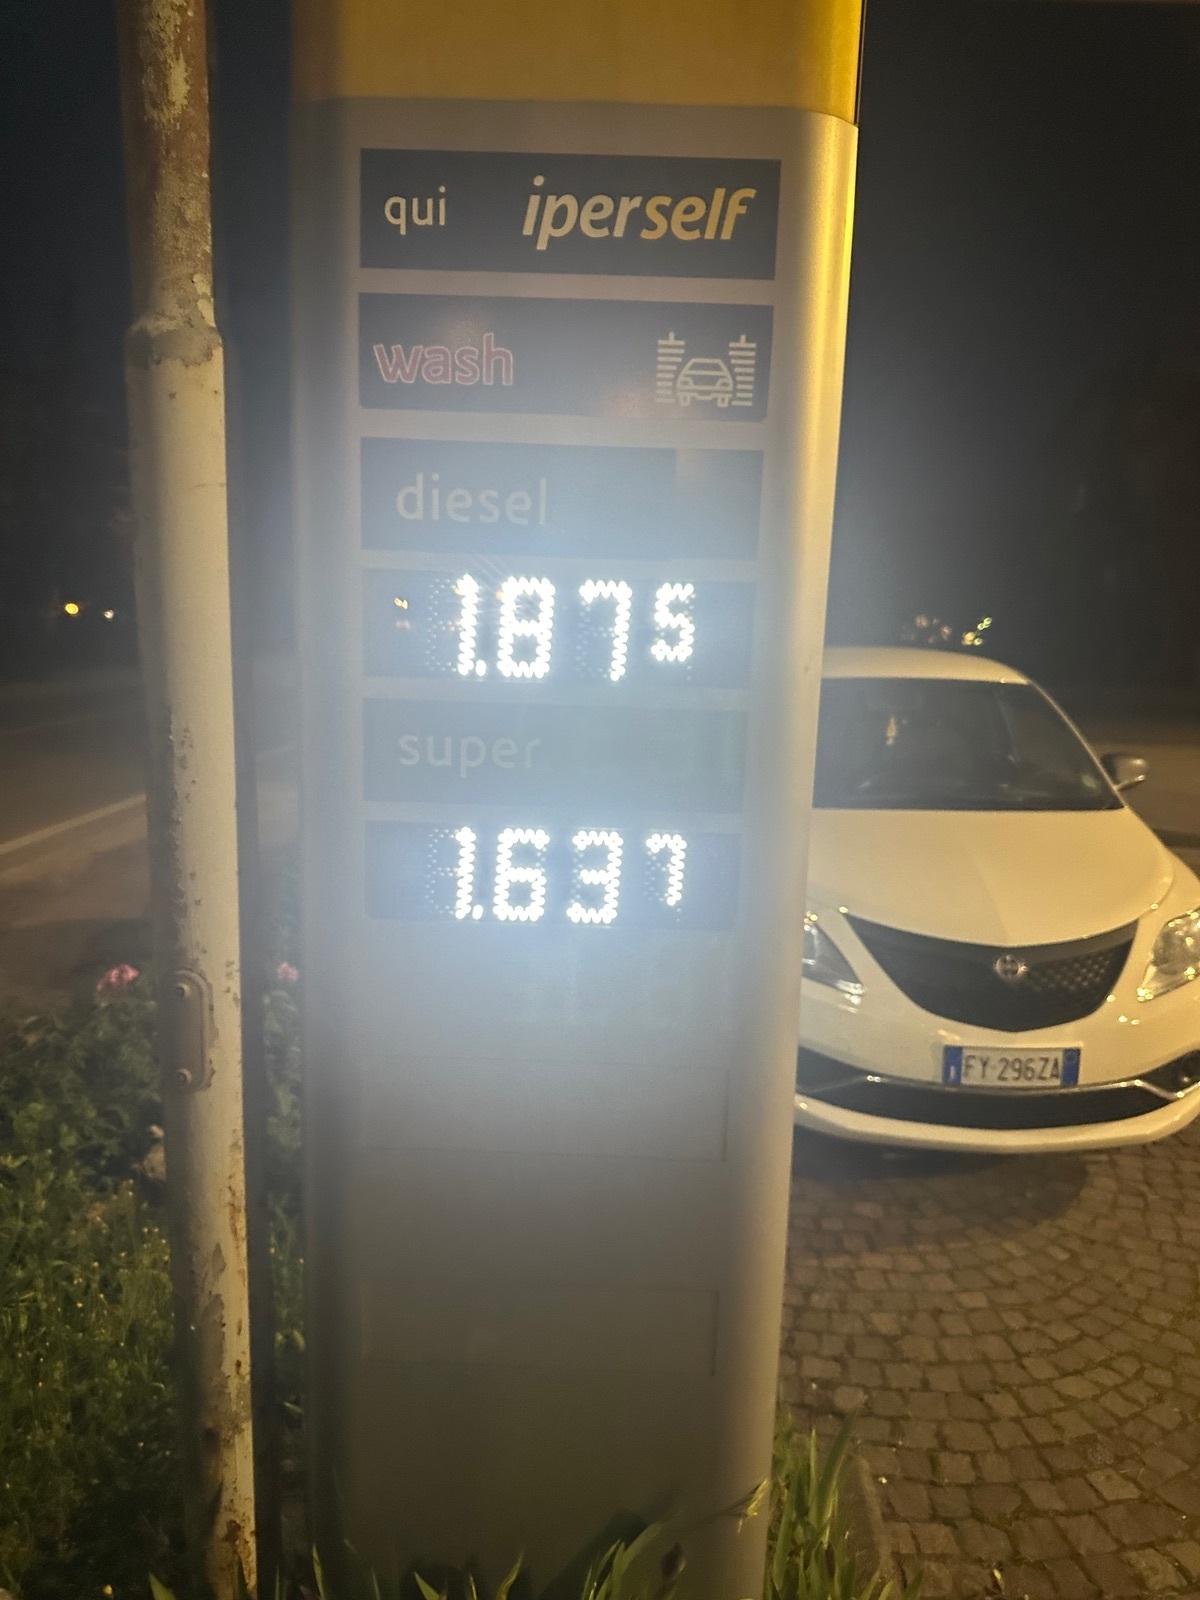 qui iperself
wash
diesel
1.875
super
1.637
FY 296ZA